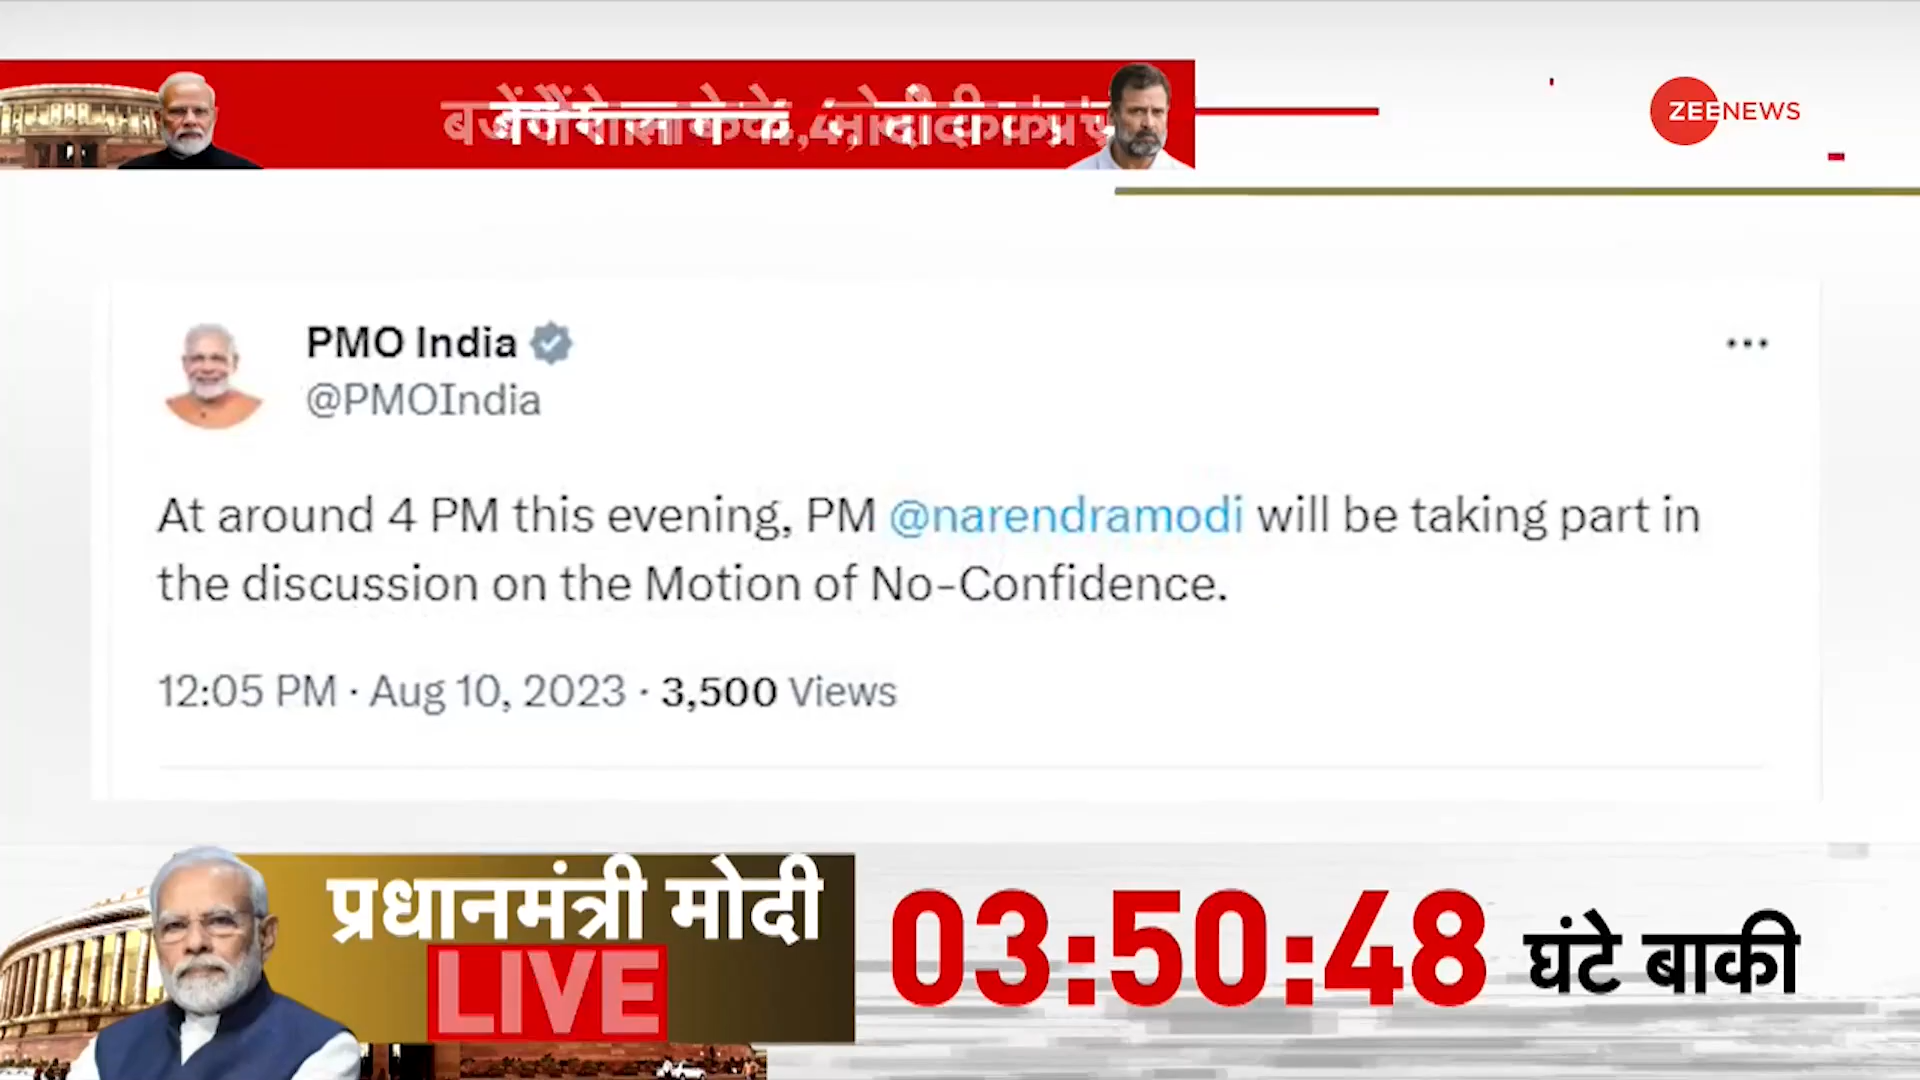 ZEENEWS
PMO India
@PMOIndia
At around 4 PM this evening, PM @narendramodi will be taking part in
the discussion on the Motion of No-Confidence.
12:05 PM · Aug 10, 2023 · 3,500 Views
प्रधानमंत्री मोदी
LIVE
03:50:48 घंटे बाकी